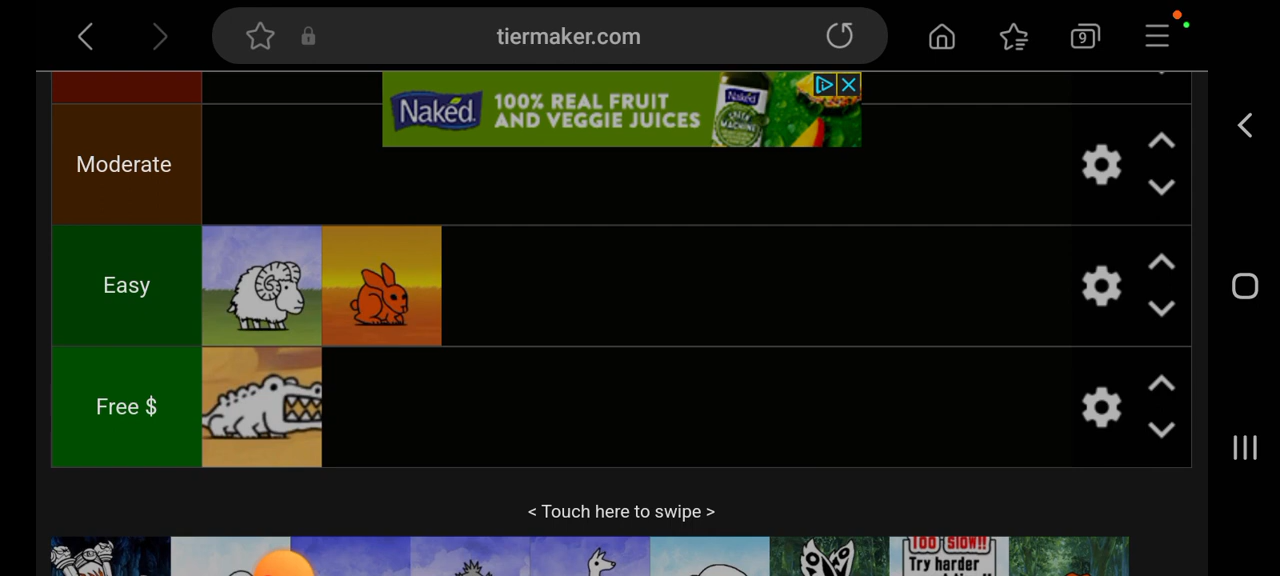 tiermaker.com
9
Naked
100% REAL FRUIT
AND VEGGIE JUICES
Naked
Moderate
Easy
Free $
< Touch here to swipe >
TOO SLOW!!
Try harder